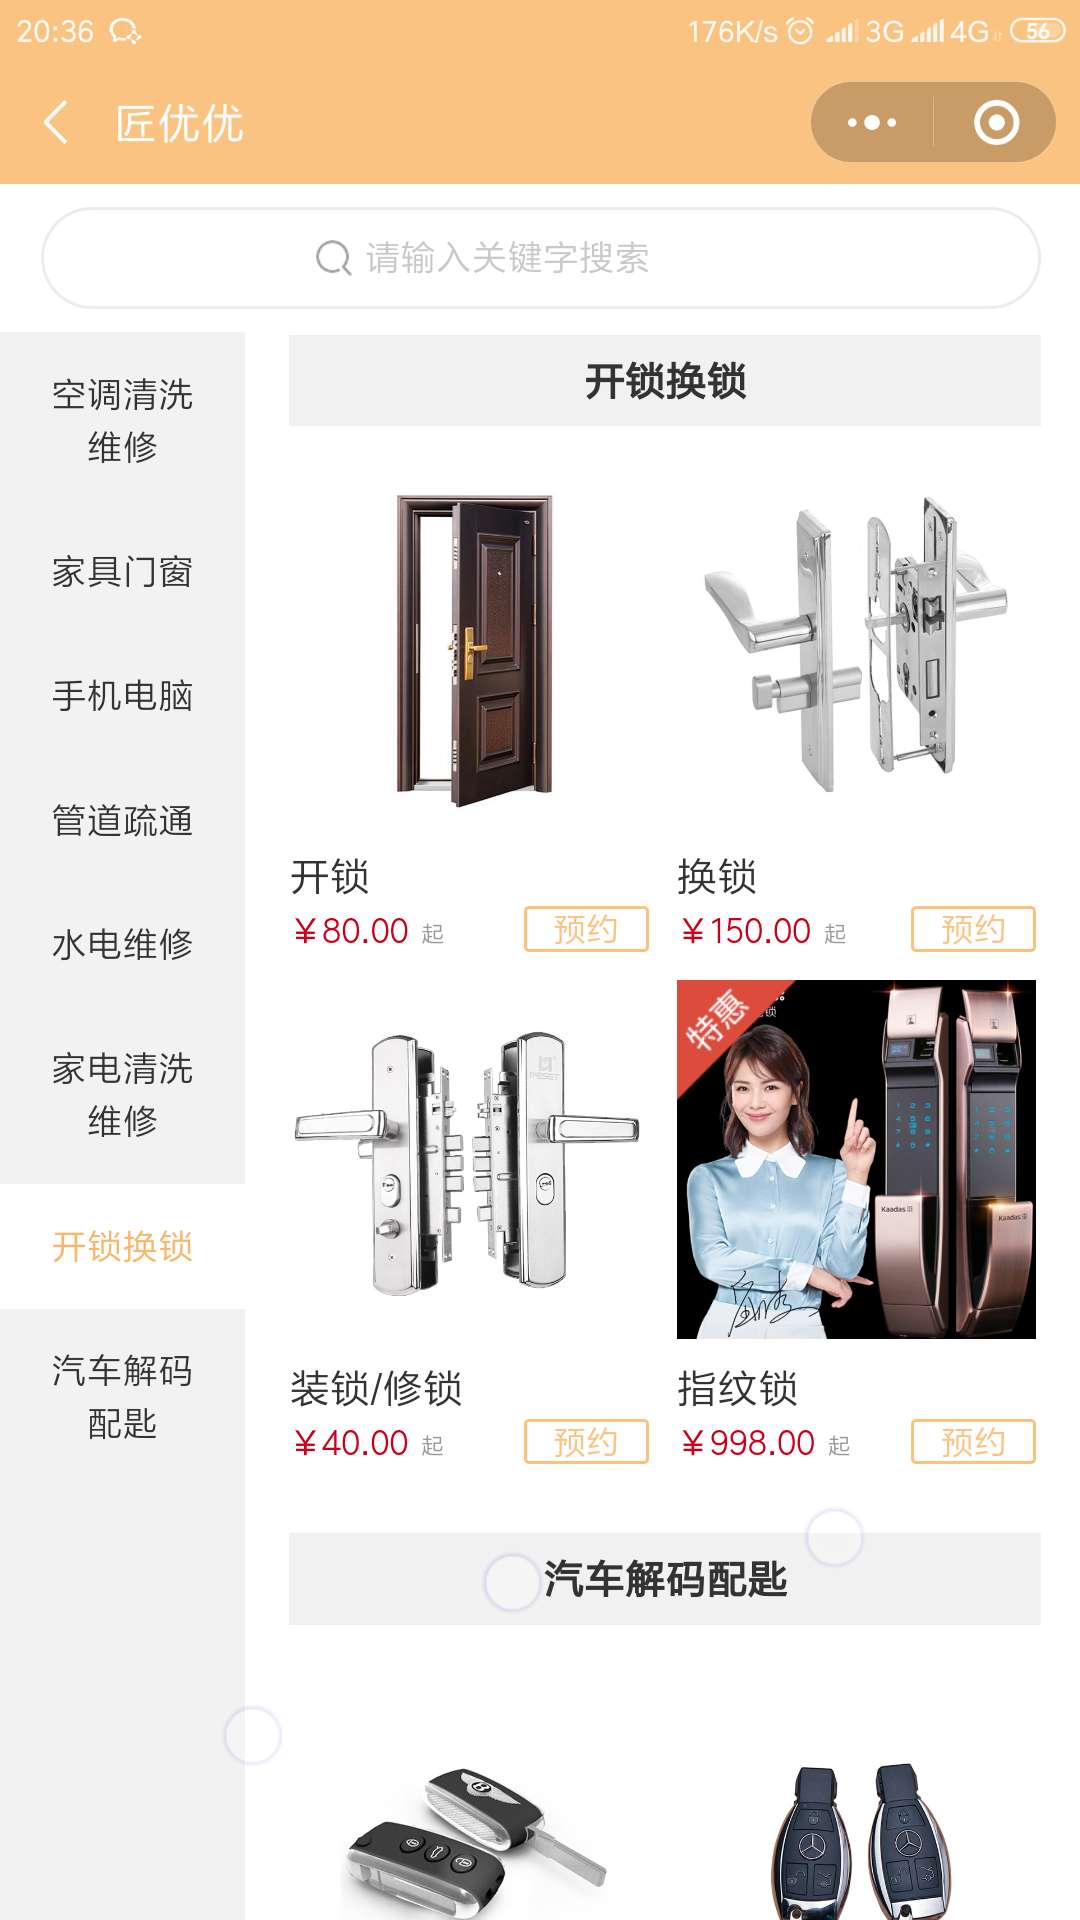 20:36
176K/s
3G
4G
56
匠优优
请输入关键字搜索
空调清洗
维修
家具门窗
手机电脑
管道疏通
水电维修
家电清洗
维修
开锁换锁
汽车解码
配匙
开锁换锁
开锁
¥80.00 起
预约
换锁
¥150.00 起
预约
特惠
Kaadas
Kaadas
装锁/修锁
¥40.00 起
预约
指纹锁
¥998.00 起
预约
汽车解码配匙